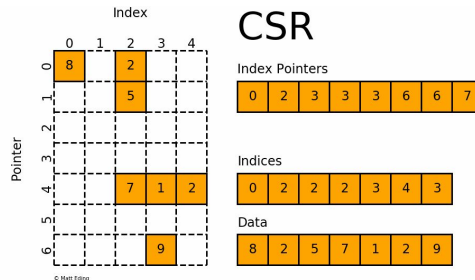 Index
0 1 2 3 4
Pointer
0 8 2
1 5
2
3
4 7 1 2
5
6 9
© Matt Eding
CSR
Index Pointers
0 2 3 3 3 6 6 7
Indices
0 2 2 2 3 4 3
Data
8 2 5 7 1 2 9